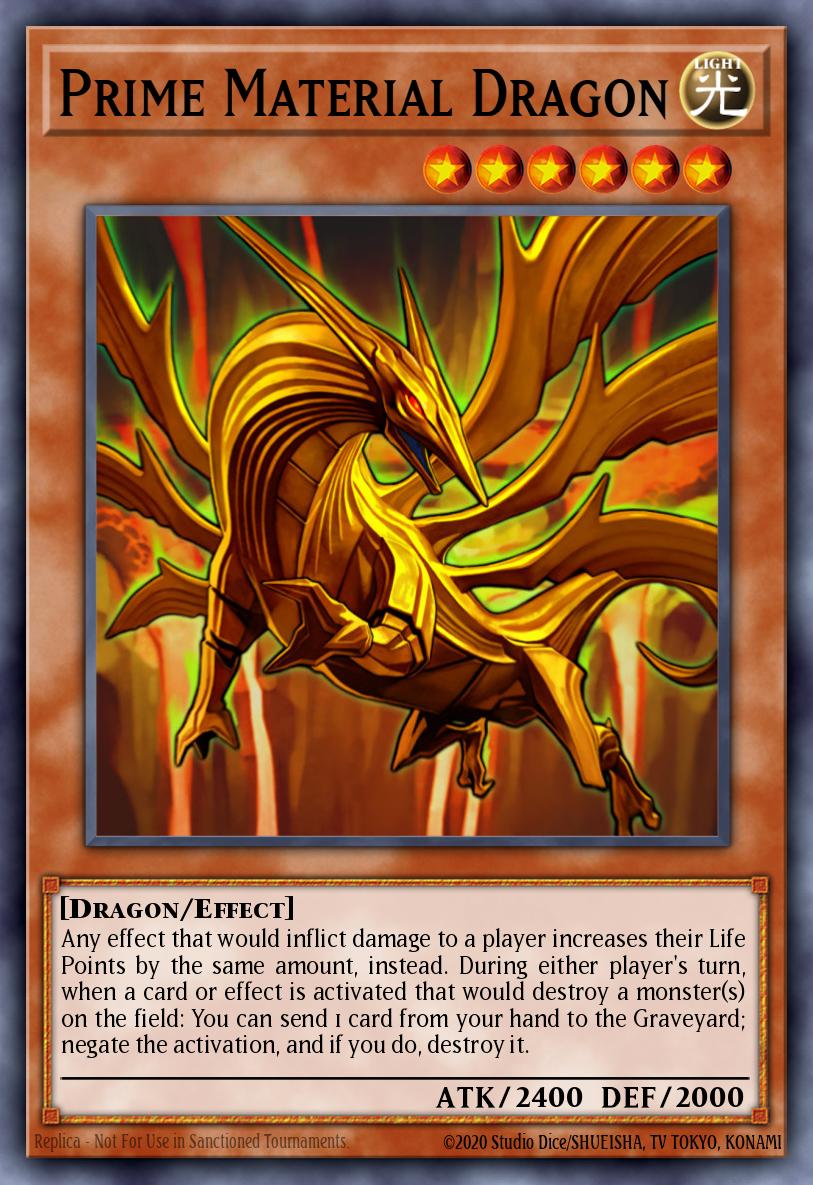 Prime Material Dragon
LIGHT
光
[Dragon/Effect]
Any effect that would inflict damage to a player increases their Life
Points by the same amount, instead. During either player's turn,
when a card or effect is activated that would destroy a monster(s)
on the field: You can send 1 card from your hand to the Graveyard;
negate the activation, and if you do, destroy it.
ATK/2400 DEF/2000
Replica - Not For Use in Sanctioned Tournaments.
©2020 Studio Dice/SHUEISHA, TV TOKYO, KONAMI